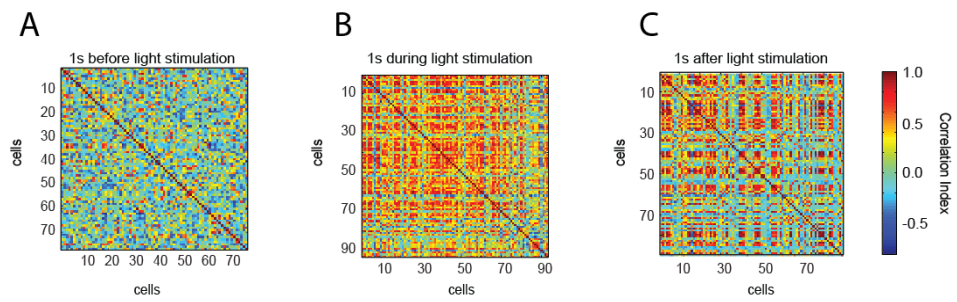 A
B
C
1s before light stimulation
1s during light stimulation
1s after light stimulation
cells
10
20
30
40
50
60
70
10 20 30 40 50 60 70
cells
cells
10
30
50
70
90
10 30 50 70 90
cells
cells
10
30
50
70
10 30 50 70
cells
1.0
0.5
0.0
-0.5
Correlation Index